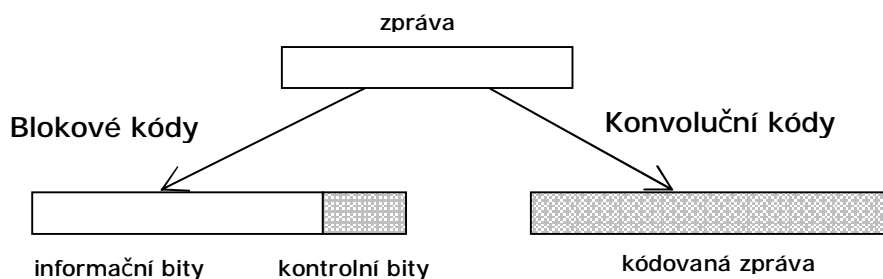 zpráva
Blokové kódy
Konvoluční kódy
informační bity
kontrolní bity
kódovaná zpráva